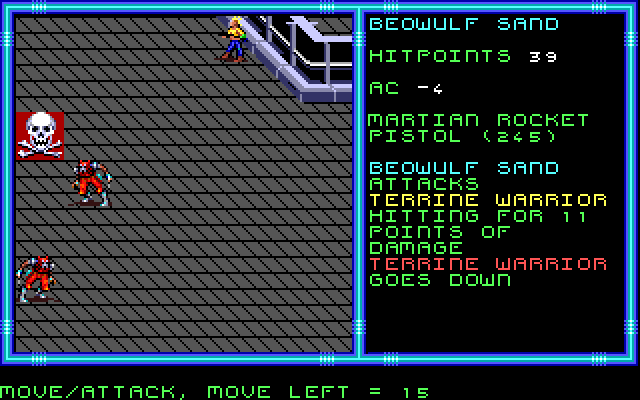 BEOWULF SAND
HITPOINTS 39
AC -4
MARTIAN ROCKET
PISTOL (245)
BEOWULF SAND
ATTACKS
TERRINE WARRIOR
HITTING FOR 11
POINTS OF
DAMAGE
TERRINE WARRIOR
GOES DOWN
MOVE/ATTACK, MOVE LEFT = 15